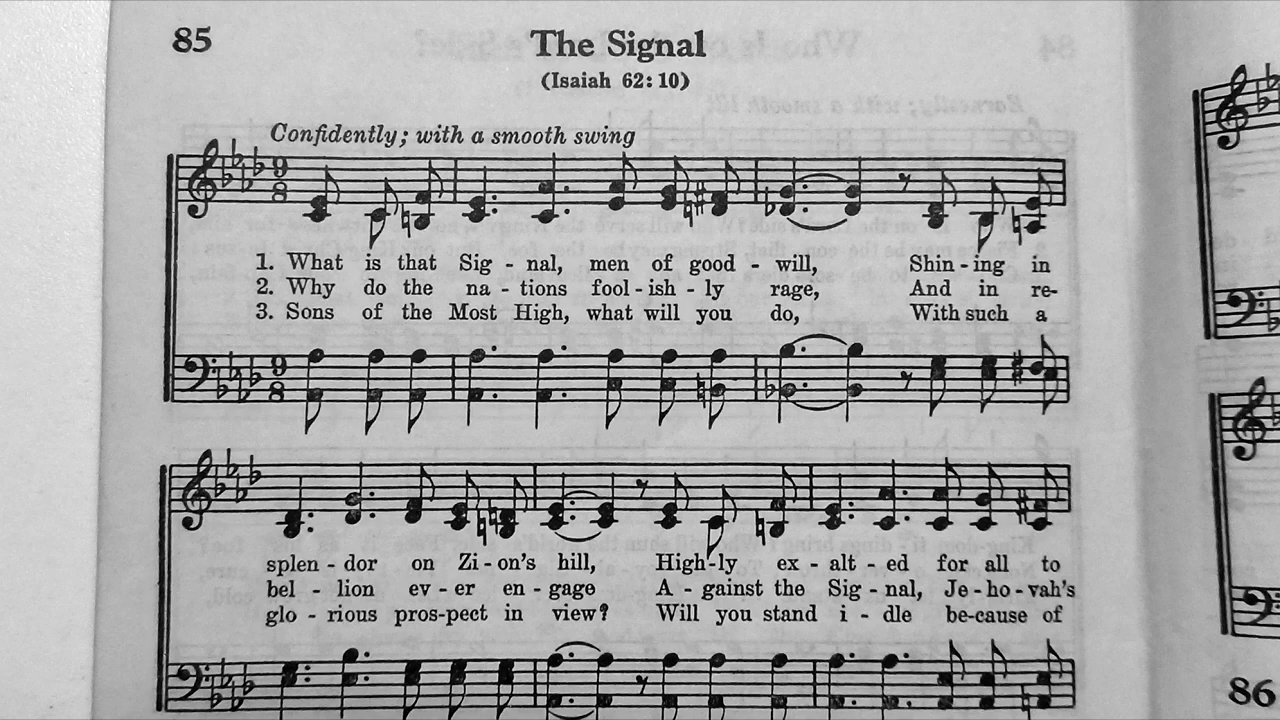 85
The Signal
(Isaiah 62:10)
Confidently; with a smooth swing
9
8
1. What is that Sig - nal, men of good - will, Shin - ing in
2. Why do the na - tions fool - ish - ly rage, And in re-
3. Sons of the Most High, what will you do, With such a
9
8
splen - dor on Zi - on's hill, High - ly ex - alt - ed for all to
bel - lion ev - er en - gage A - gainst the Sig - nal, Je - ho - vah's
glo - rious pros-pect in view? Will you stand i - dle be-cause of
86